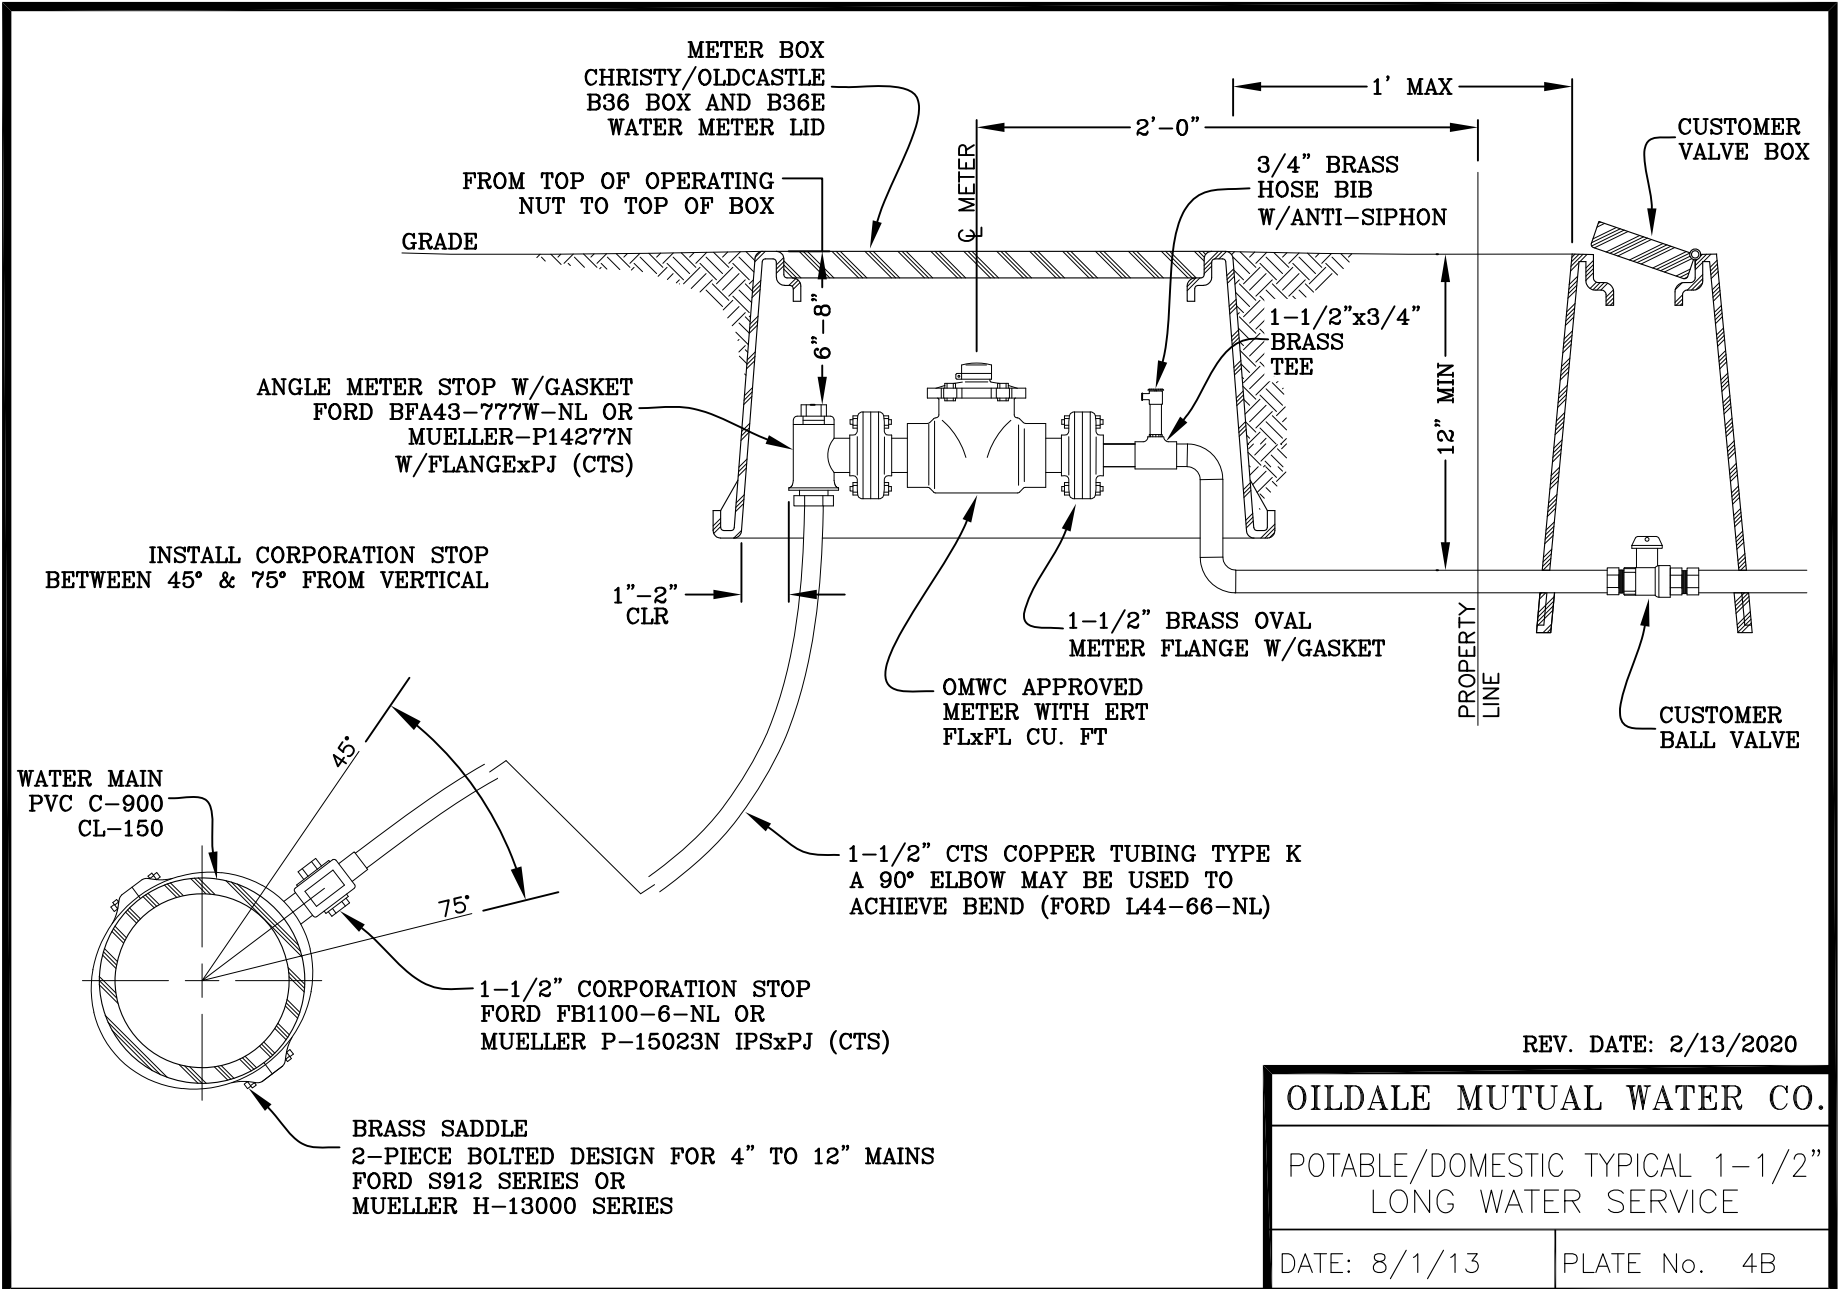 METER BOX
CHRISTY/OLDCASTLE
B36 BOX AND B36E
WATER METER LID
1' MAX
2'-0"
CUSTOMER
VALVE BOX
3/4" BRASS
HOSE BIB
W/ANTI-SIPHON
FROM TOP OF OPERATING
NUT TO TOP OF BOX
℄ METER
GRADE
6"-8"
1-1/2"x3/4"
BRASS
TEE
12" MIN
ANGLE METER STOP W/GASKET
FORD BFA43-777W-NL OR
MUELLER-P14277N
W/FLANGExPJ (CTS)
INSTALL CORPORATION STOP
BETWEEN 45° & 75° FROM VERTICAL
1"-2"
CLR
1-1/2" BRASS OVAL
METER FLANGE W/GASKET
PROPERTY
LINE
OMWC APPROVED
METER WITH ERT
FLxFL CU. FT
CUSTOMER
BALL VALVE
45°
WATER MAIN
PVC C-900
CL-150
75°
1-1/2" CTS COPPER TUBING TYPE K
A 90° ELBOW MAY BE USED TO
ACHIEVE BEND (FORD L44-66-NL)
1-1/2" CORPORATION STOP
FORD FB1100-6-NL OR
MUELLER P-15023N IPSxPJ (CTS)
BRASS SADDLE
2-PIECE BOLTED DESIGN FOR 4" TO 12" MAINS
FORD S912 SERIES OR
MUELLER H-13000 SERIES
REV. DATE: 2/13/2020
OILDALE MUTUAL WATER CO.
POTABLE/DOMESTIC TYPICAL 1-1/2"
LONG WATER SERVICE
DATE: 8/1/13
PLATE No. 4B